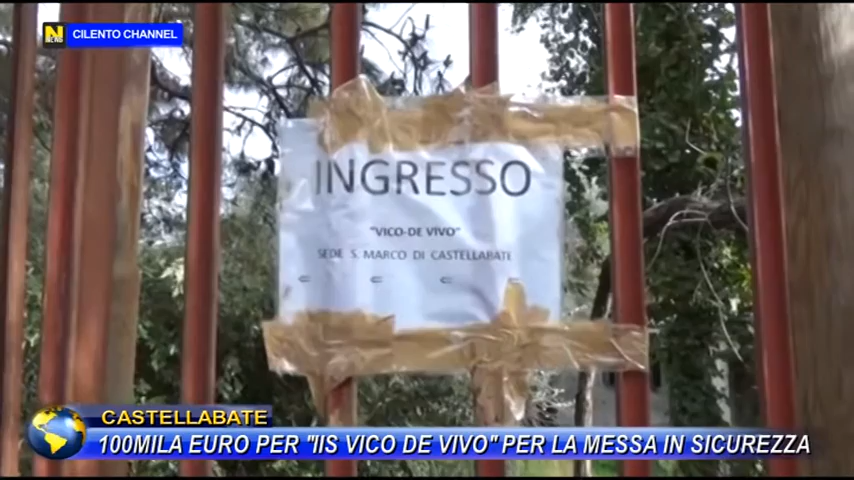 N
CILENTO CHANNEL
INGRESSO
"VICO-DE VIVO"
SEDE S. MARCO DI CASTELLABATE
CASTELLABATE
100MILA EURO PER "IIS VICO DE VIVO" PER LA MESSA IN SICUREZZA